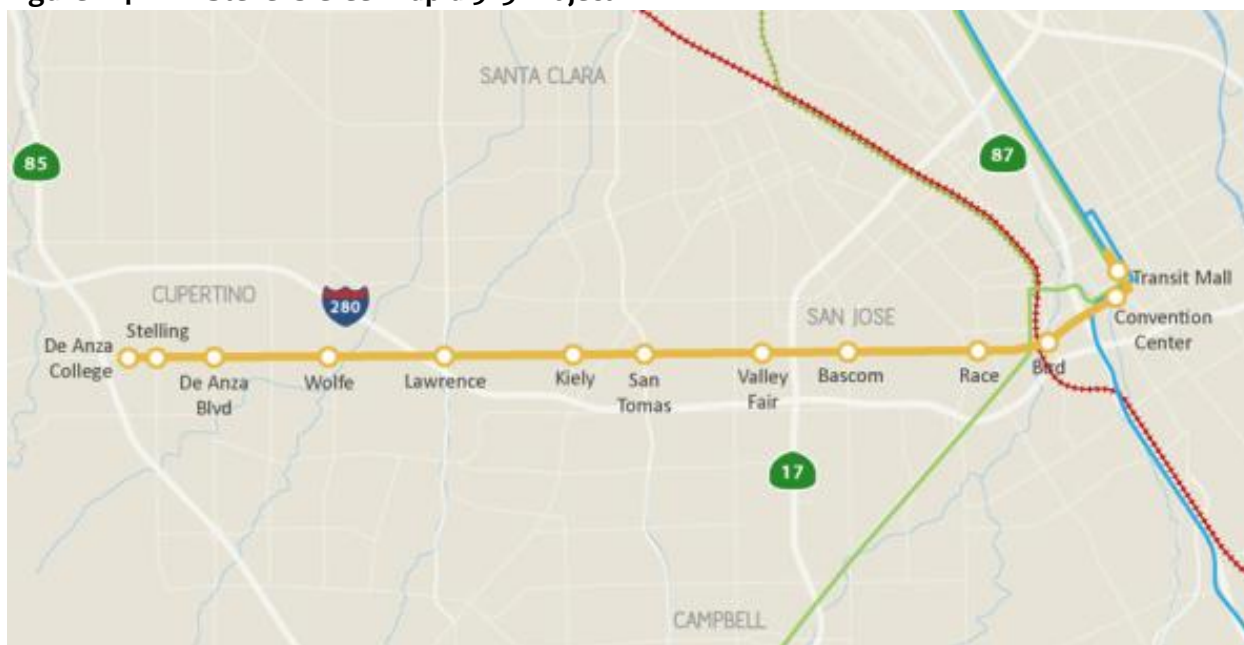 SANTA CLARA
85
87
CUPERTINO
280
SAN JOSE
Transit Mall
Convention
Center
Stelling
De Anza
College
De Anza
Blvd
Wolfe
Lawrence
Kiely
San
Tomas
Valley
Fair
Bascom
Race
Bird
17
CAMPBELL